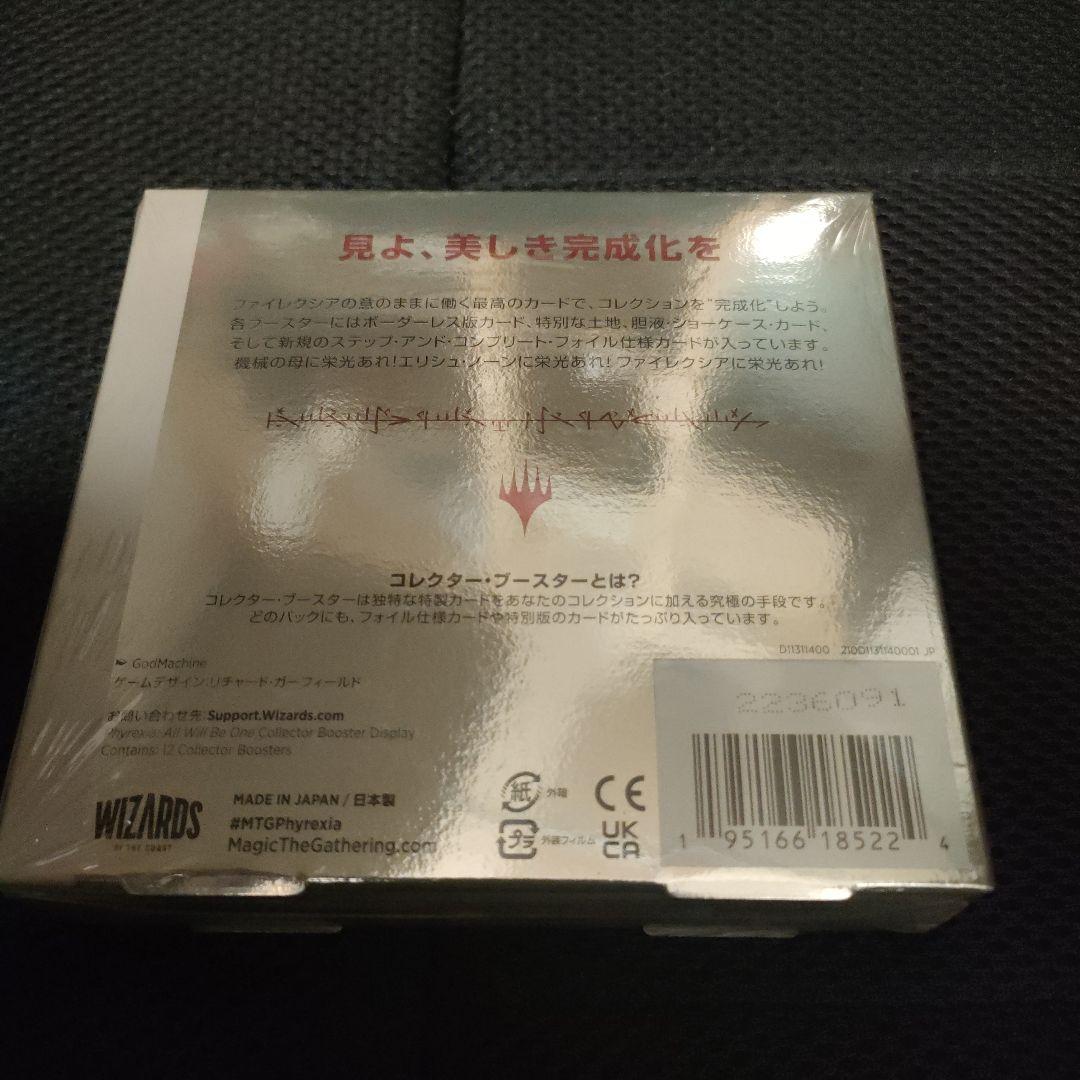 見よ、美しき完成化を
ファイレクシアの意のままに働く最高のカードで、コレクションを"完成化"しよう。
各ブースターにはボーダーレス版カード、特別な土地、胆液・ショーケース・カード、
そして新規のステップ・アンド・コンプリート・フォイル仕様カードが入っています。
機械の母に栄光あれ!エリシュ・ノーンに栄光あれ! ファイレクシアに栄光あれ!
コレクター・ブースターとは?
コレクター・ブースターは独特な特製カードをあなたのコレクションに加える究極の手段です。
どのパックにも、フォイル仕様カードや特別版のカードがたっぷり入っています。
D11311400 210D1131140001 JP
GodMachine
ゲームデザイン:リチャード・ガーフィールド
お問い合わせ先:Support.Wizards.com
Phyrexia: All Will Be One Collector Booster Display
Contains: 12 Collector Boosters
WIZARDS
OF THE COAST
MADE IN JAPAN / 日本製
#MTGPhyrexia
MagicTheGathering.com
紙 外箱
プラ 外装フィルム
CE
UK
CA
2236091
1 95166 18522 4